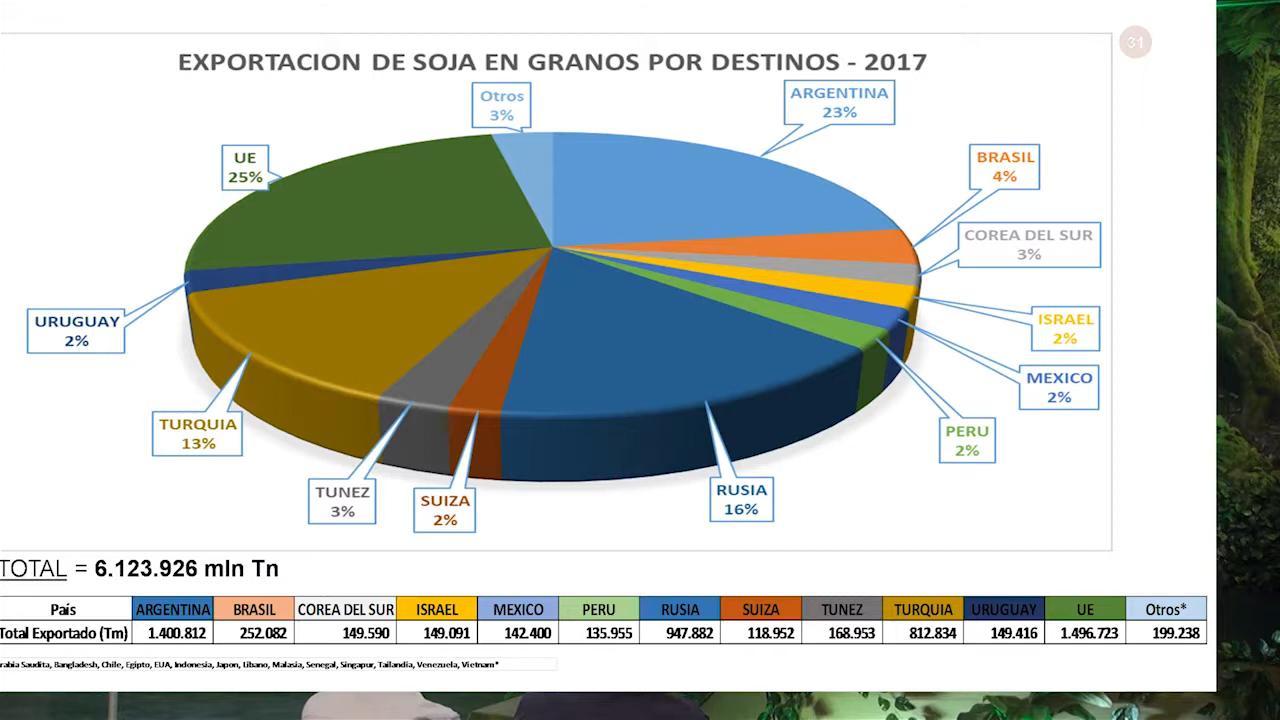 31
EXPORTACION DE SOJA EN GRANOS POR DESTINOS - 2017
Otros
3%
ARGENTINA
23%
BRASIL
4%
COREA DEL SUR
3%
ISRAEL
2%
MEXICO
2%
PERU
2%
RUSIA
16%
SUIZA
2%
TUNEZ
3%
TURQUIA
13%
URUGUAY
2%
UE
25%
TOTAL = 6.123.926 mln Tn
País ARGENTINA BRASIL COREA DEL SUR ISRAEL MEXICO PERU RUSIA SUIZA TUNEZ TURQUIA URUGUAY UE Otros*
Total Exportado (Tm) 1.400.812 252.082 149.590 149.091 142.400 135.955 947.882 118.952 168.953 812.834 149.416 1.496.723 199.238
rabia Saudita, Bangladesh, Chile, Egipto, EUA, Indonesia, Japon, Libano, Malasia, Senegal, Singapur, Tailandia, Venezuela, Vietnam*